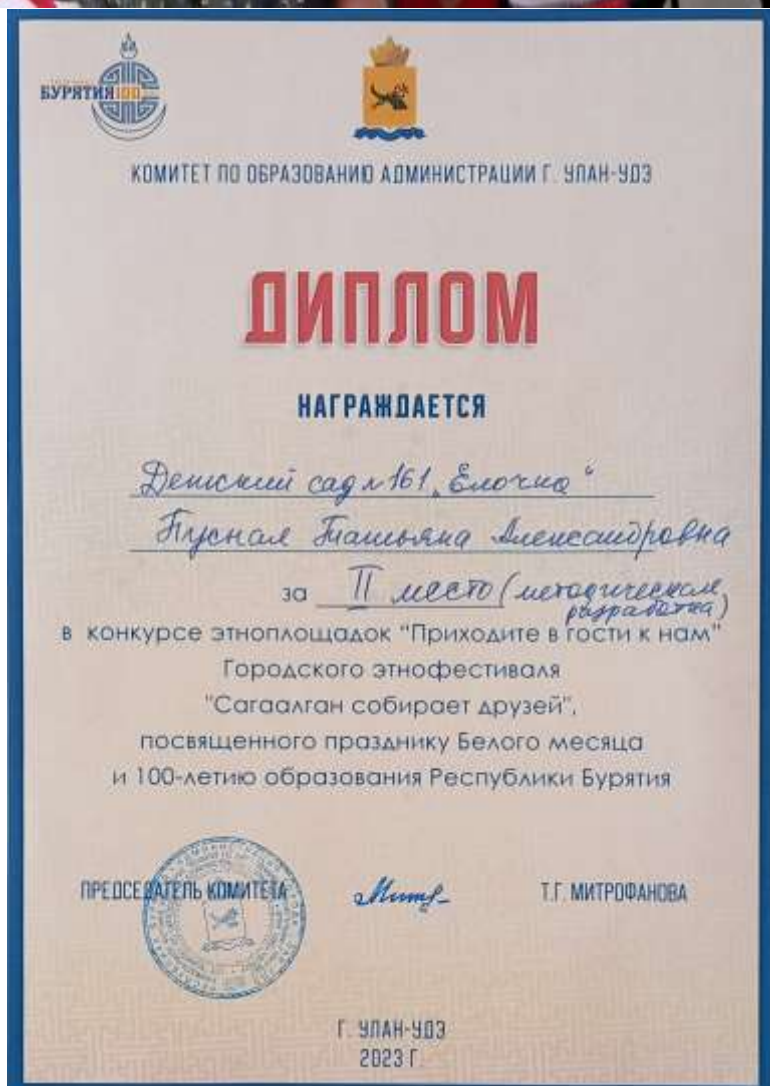 БУРЯТИЯ 100
КОМИТЕТ ПО ОБРАЗОВАНИЮ АДМИНИСТРАЦИИ Г. УЛАН-УДЭ
ДИПЛОМ
НАГРАЖДАЕТСЯ
Детский сад №161 „Елочка“
Татьяна Александровна
за II место (методическая
разработка)
в конкурсе этноплощадок "Приходите в гости к нам"
Городского этнофестиваля
"Сагаалган собирает друзей",
посвященного празднику Белого месяца
и 100-летию образования Республики Бурятия
ПРЕДСЕДАТЕЛЬ КОМИТЕТА Т.Г. МИТРОФАНОВА
Г. УЛАН-УДЭ
2023 Г.